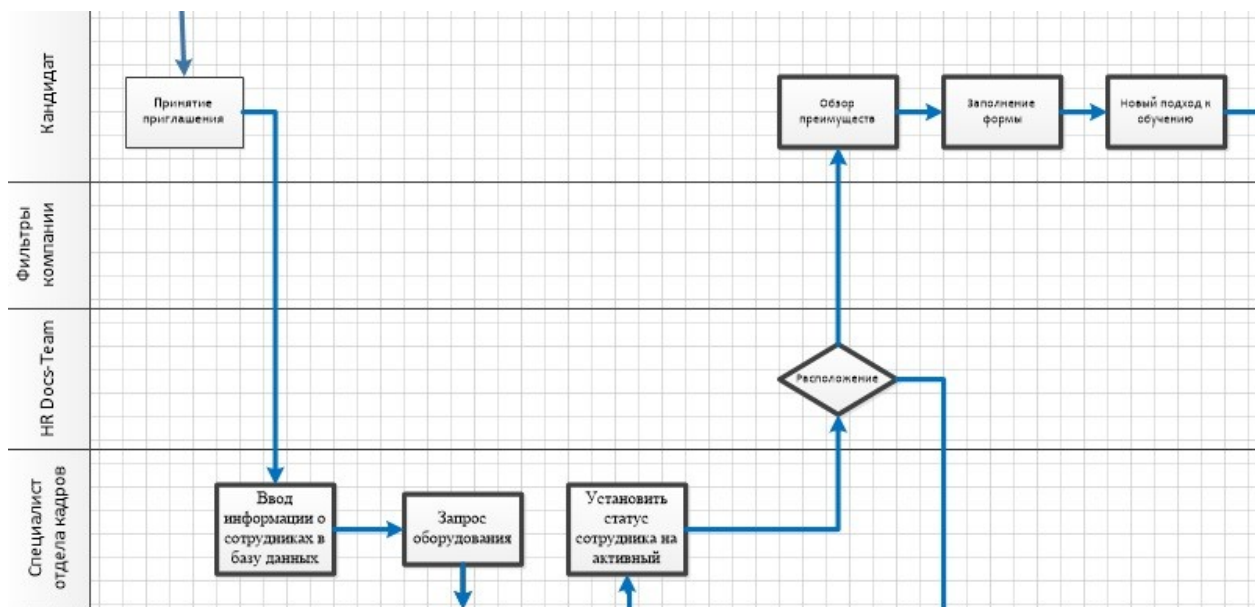 Кандидат
Принятие
приглашения
Обзор
преимуществ
Заполнение
формы
Новый подход к
обучению
Фильтры
компании
HR Docs-Team
Расположение
Специалист
отдела кадров
Ввод
информации о
сотрудниках в
базу данных
Запрос
оборудования
Установить
статус
сотрудника на
активный